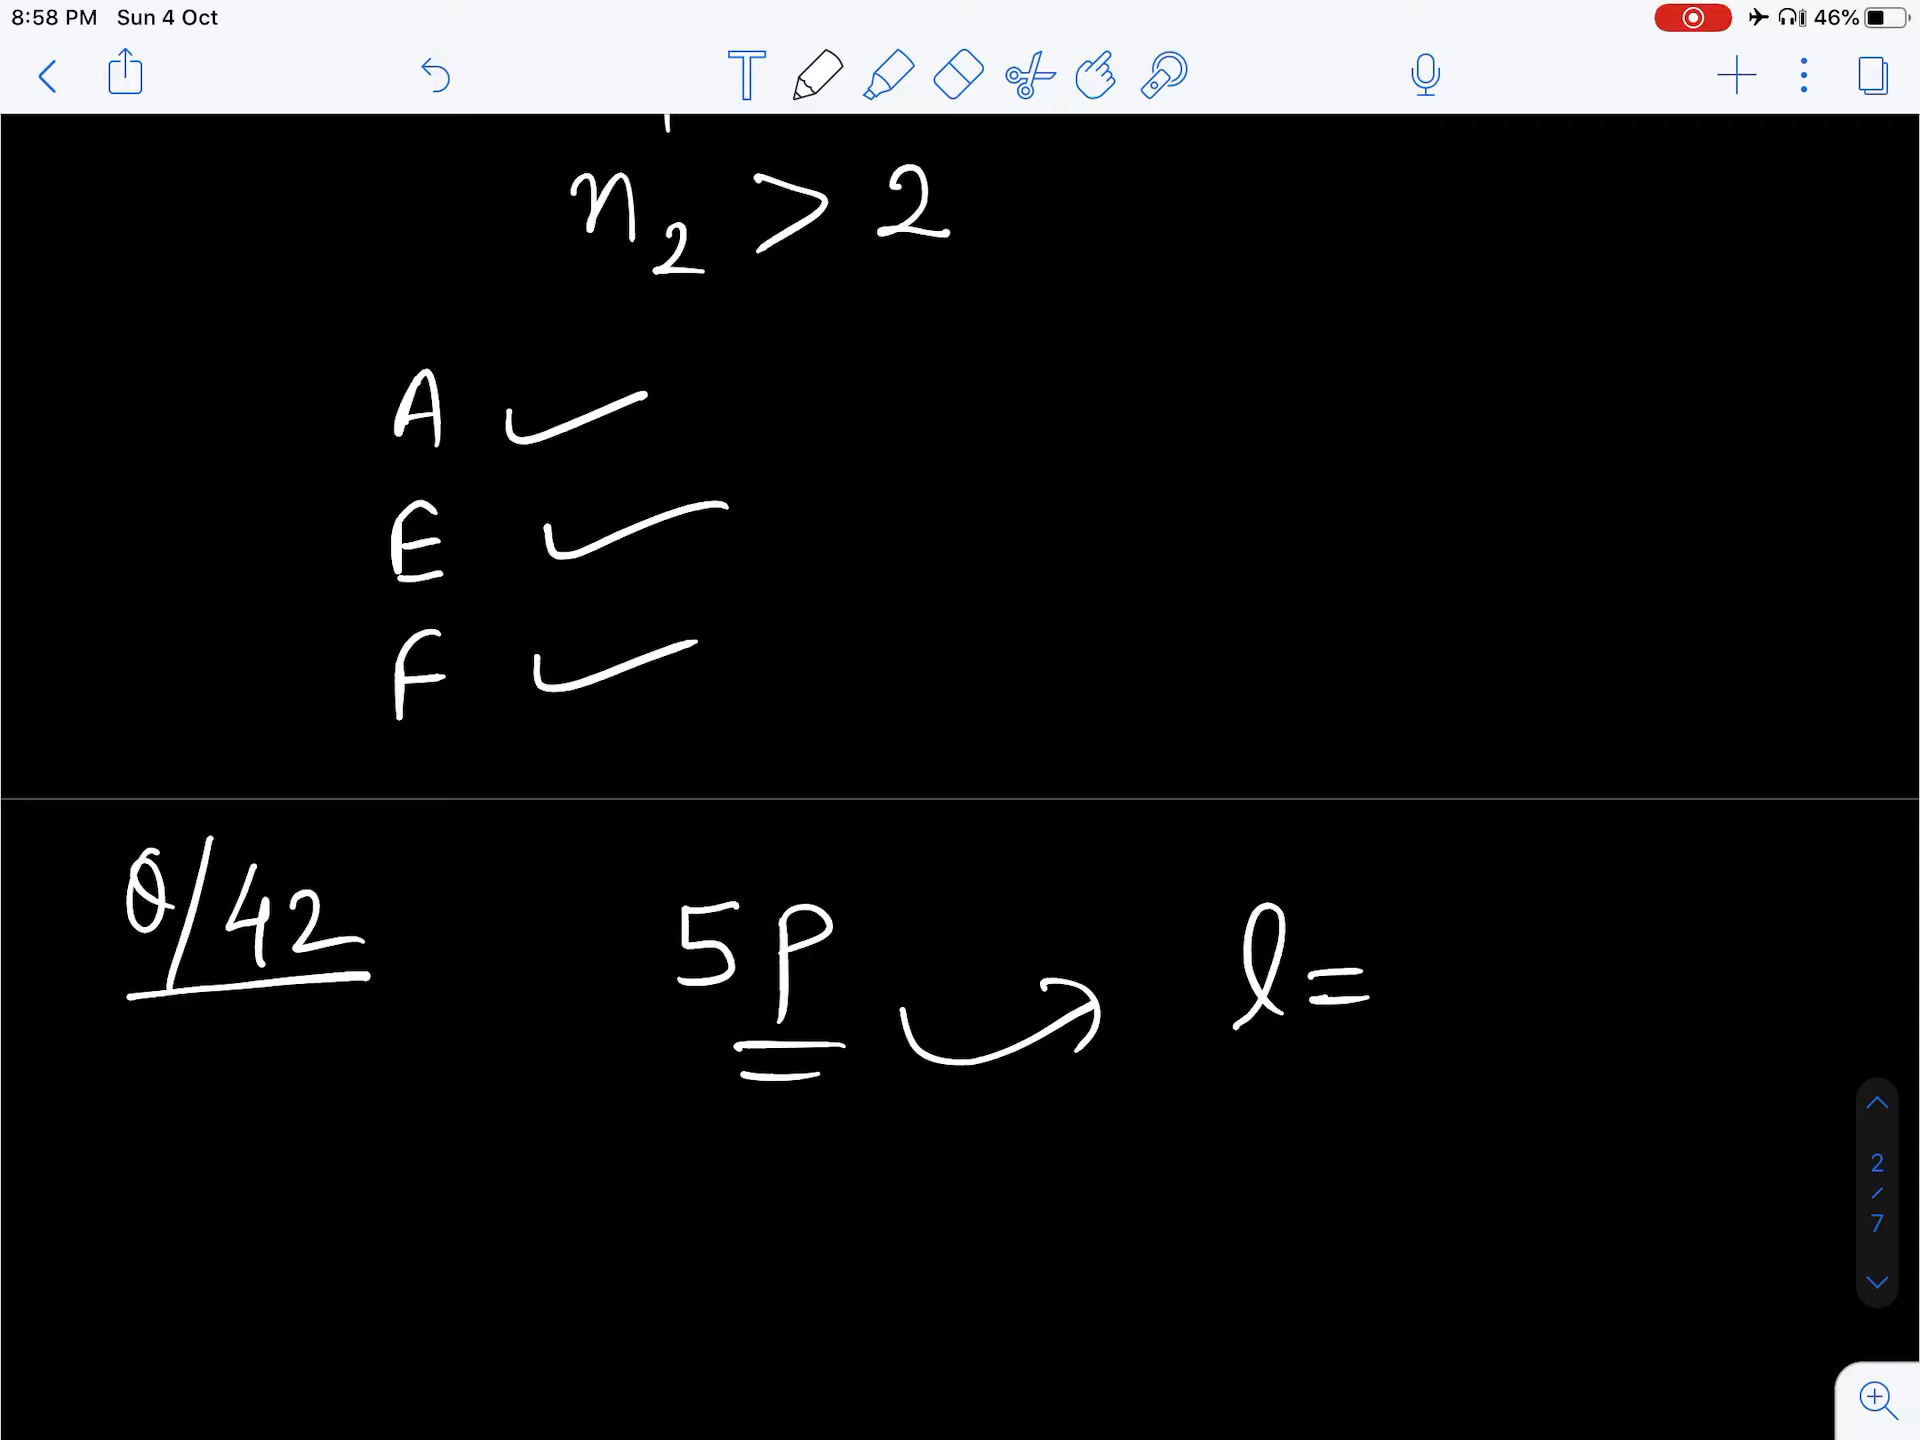 8:58 PM Sun 4 Oct 46%
T
n₂ > 2
A ✓
E ✓
F ✓
Q/42 5p l=
2
/
7